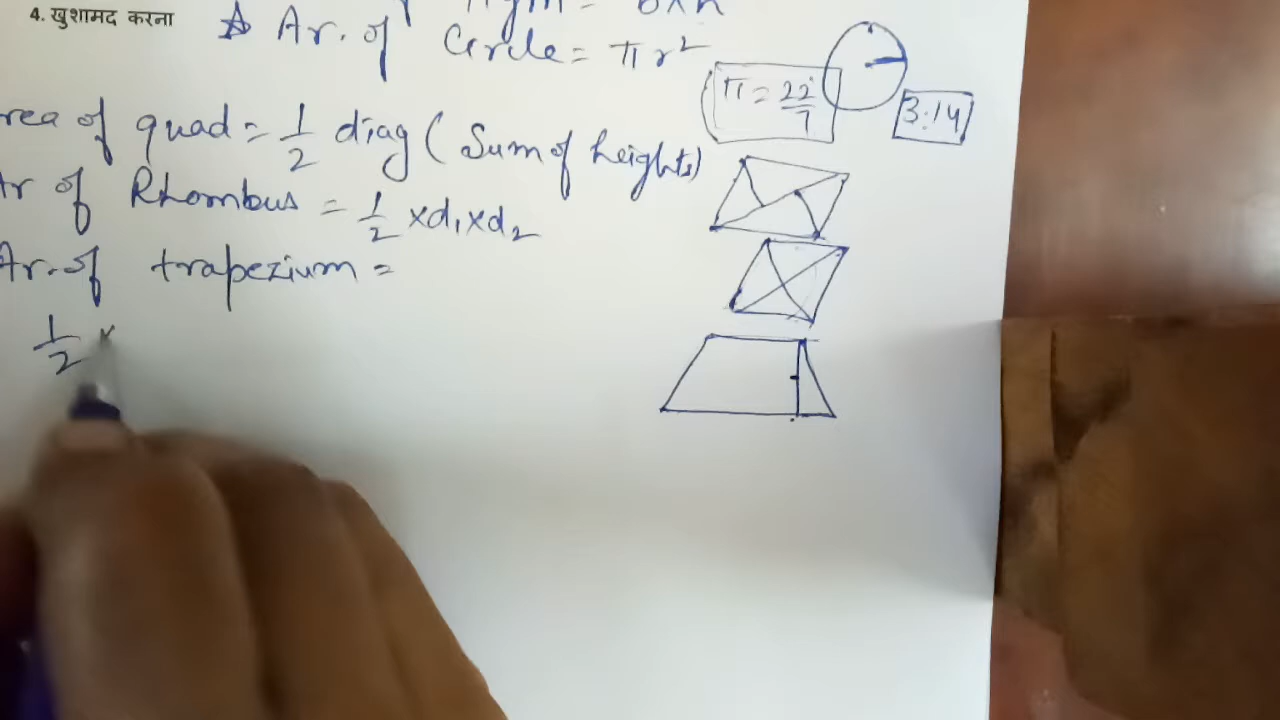 4. खुशामद करना
Ar. of Circle = πr²
π = 22/7
3.14
rea of quad = 1/2 diag (Sum of heights)
Ar of Rhombus = 1/2 x d₁ x d₂
Ar. of trapezium =
1/2 x